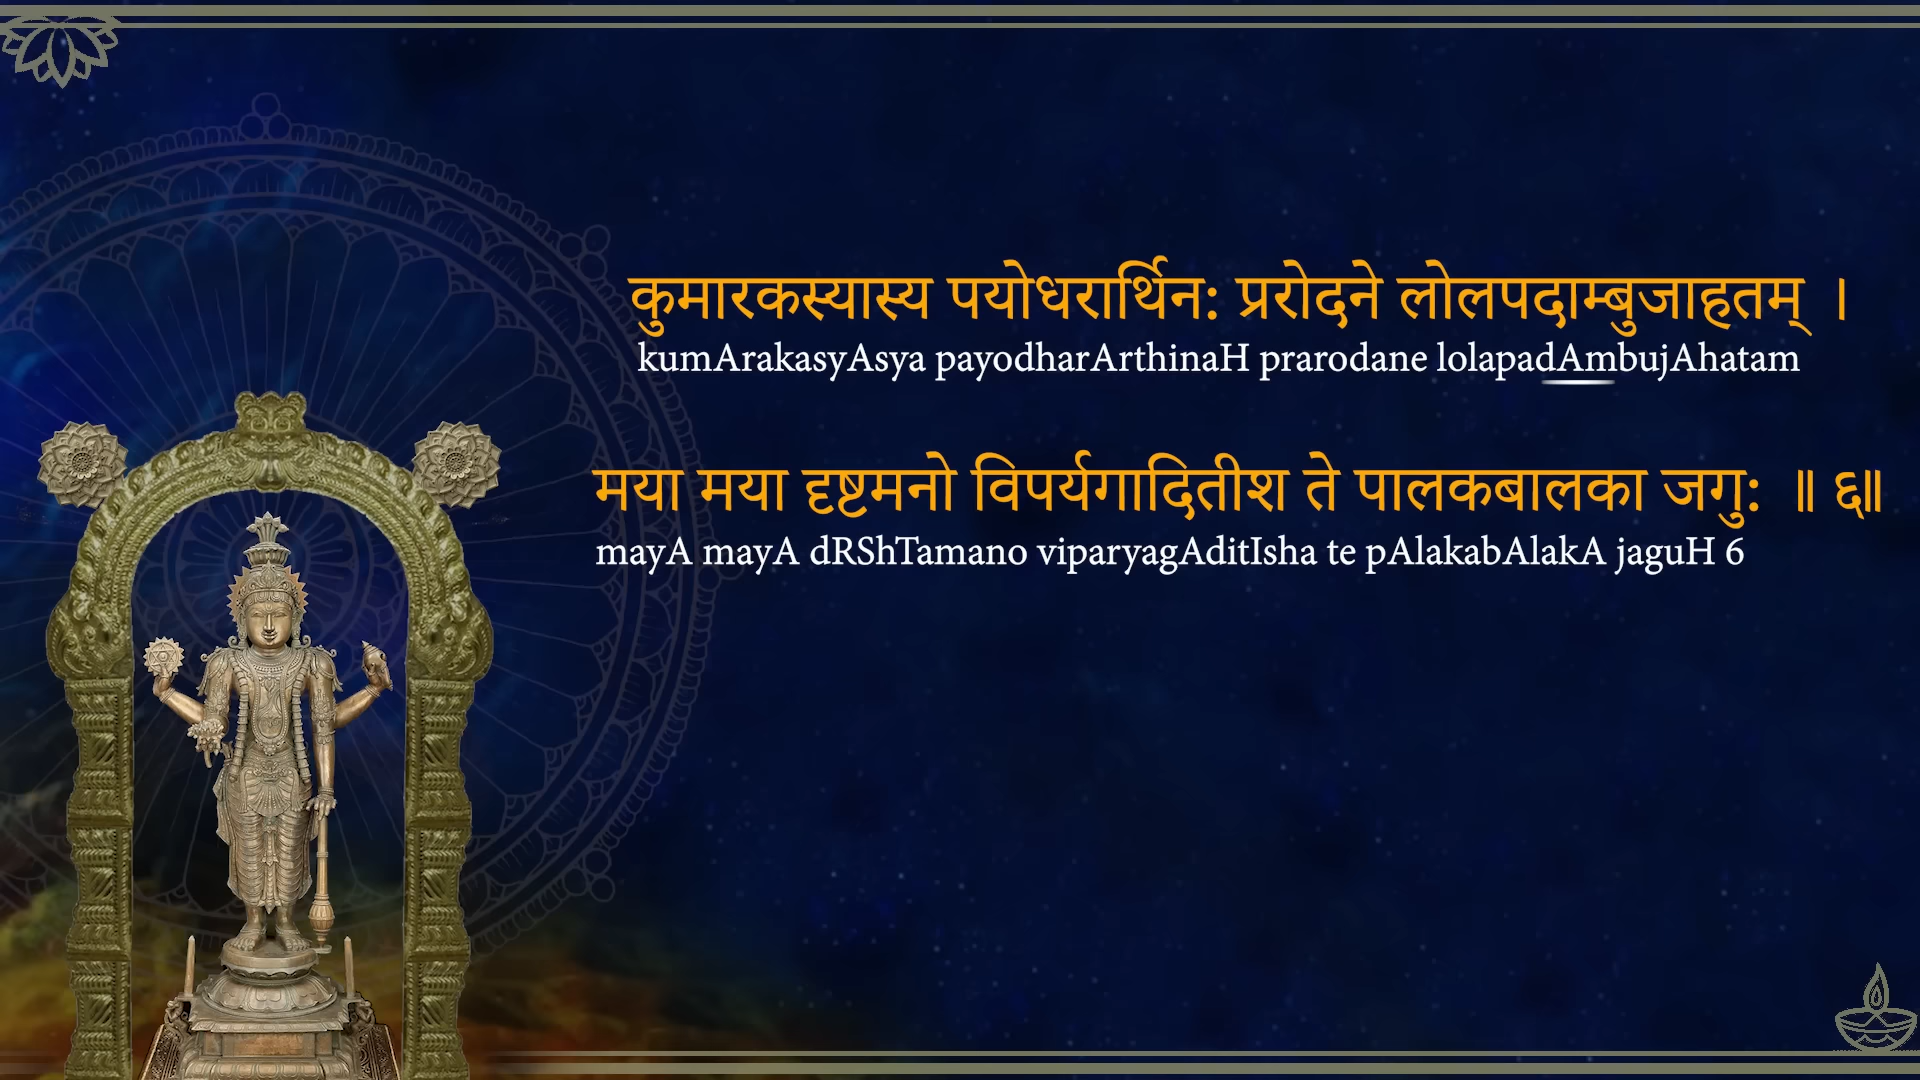 कुमारकस्यास्य पयोधरार्थिन: प्ररोदने लोलपदाम्बुजाहतम् ।
kumArakasyAsya payodharArthinaH prarodane lolapadAmbujAhatam
मया मया दृष्टमनो विपर्यगादितीश ते पालकबालका जगु: ॥ ६॥
mayA mayA dRShTamano viparyagAditIsha te pAlakabAlakA jaguH 6